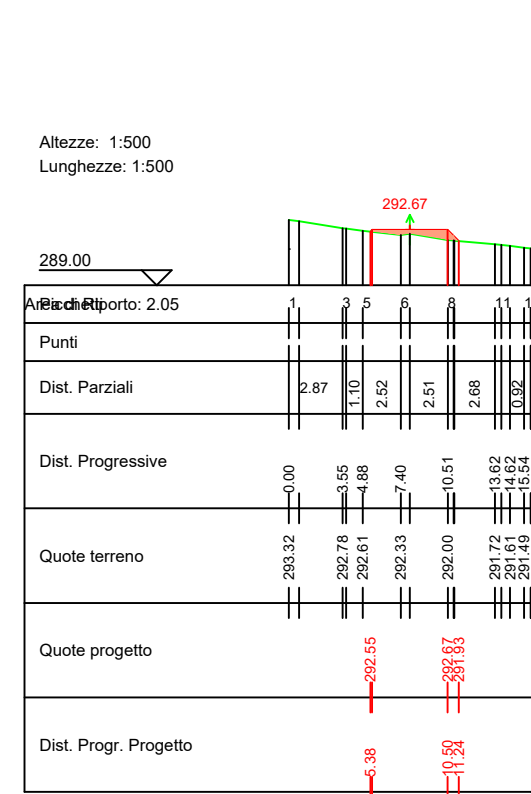 Altezze: 1:500
Lunghezze: 1:500
292.67
289.00
Area di Riporto: 2.05
Picchetti
1 3 5 6 8 11 1
Punti
Dist. Parziali
2.87 1.10 2.52 2.51 2.68 0.92
Dist. Progressive
0.00 3.55 4.88 7.40 10.51 13.62 14.62 15.54
Quote terreno
293.32 292.78 292.61 292.33 292.00 291.72 291.61 291.49
Quote progetto
292.55 292.67 291.93
Dist. Progr. Progetto
5.38 10.50 11.24